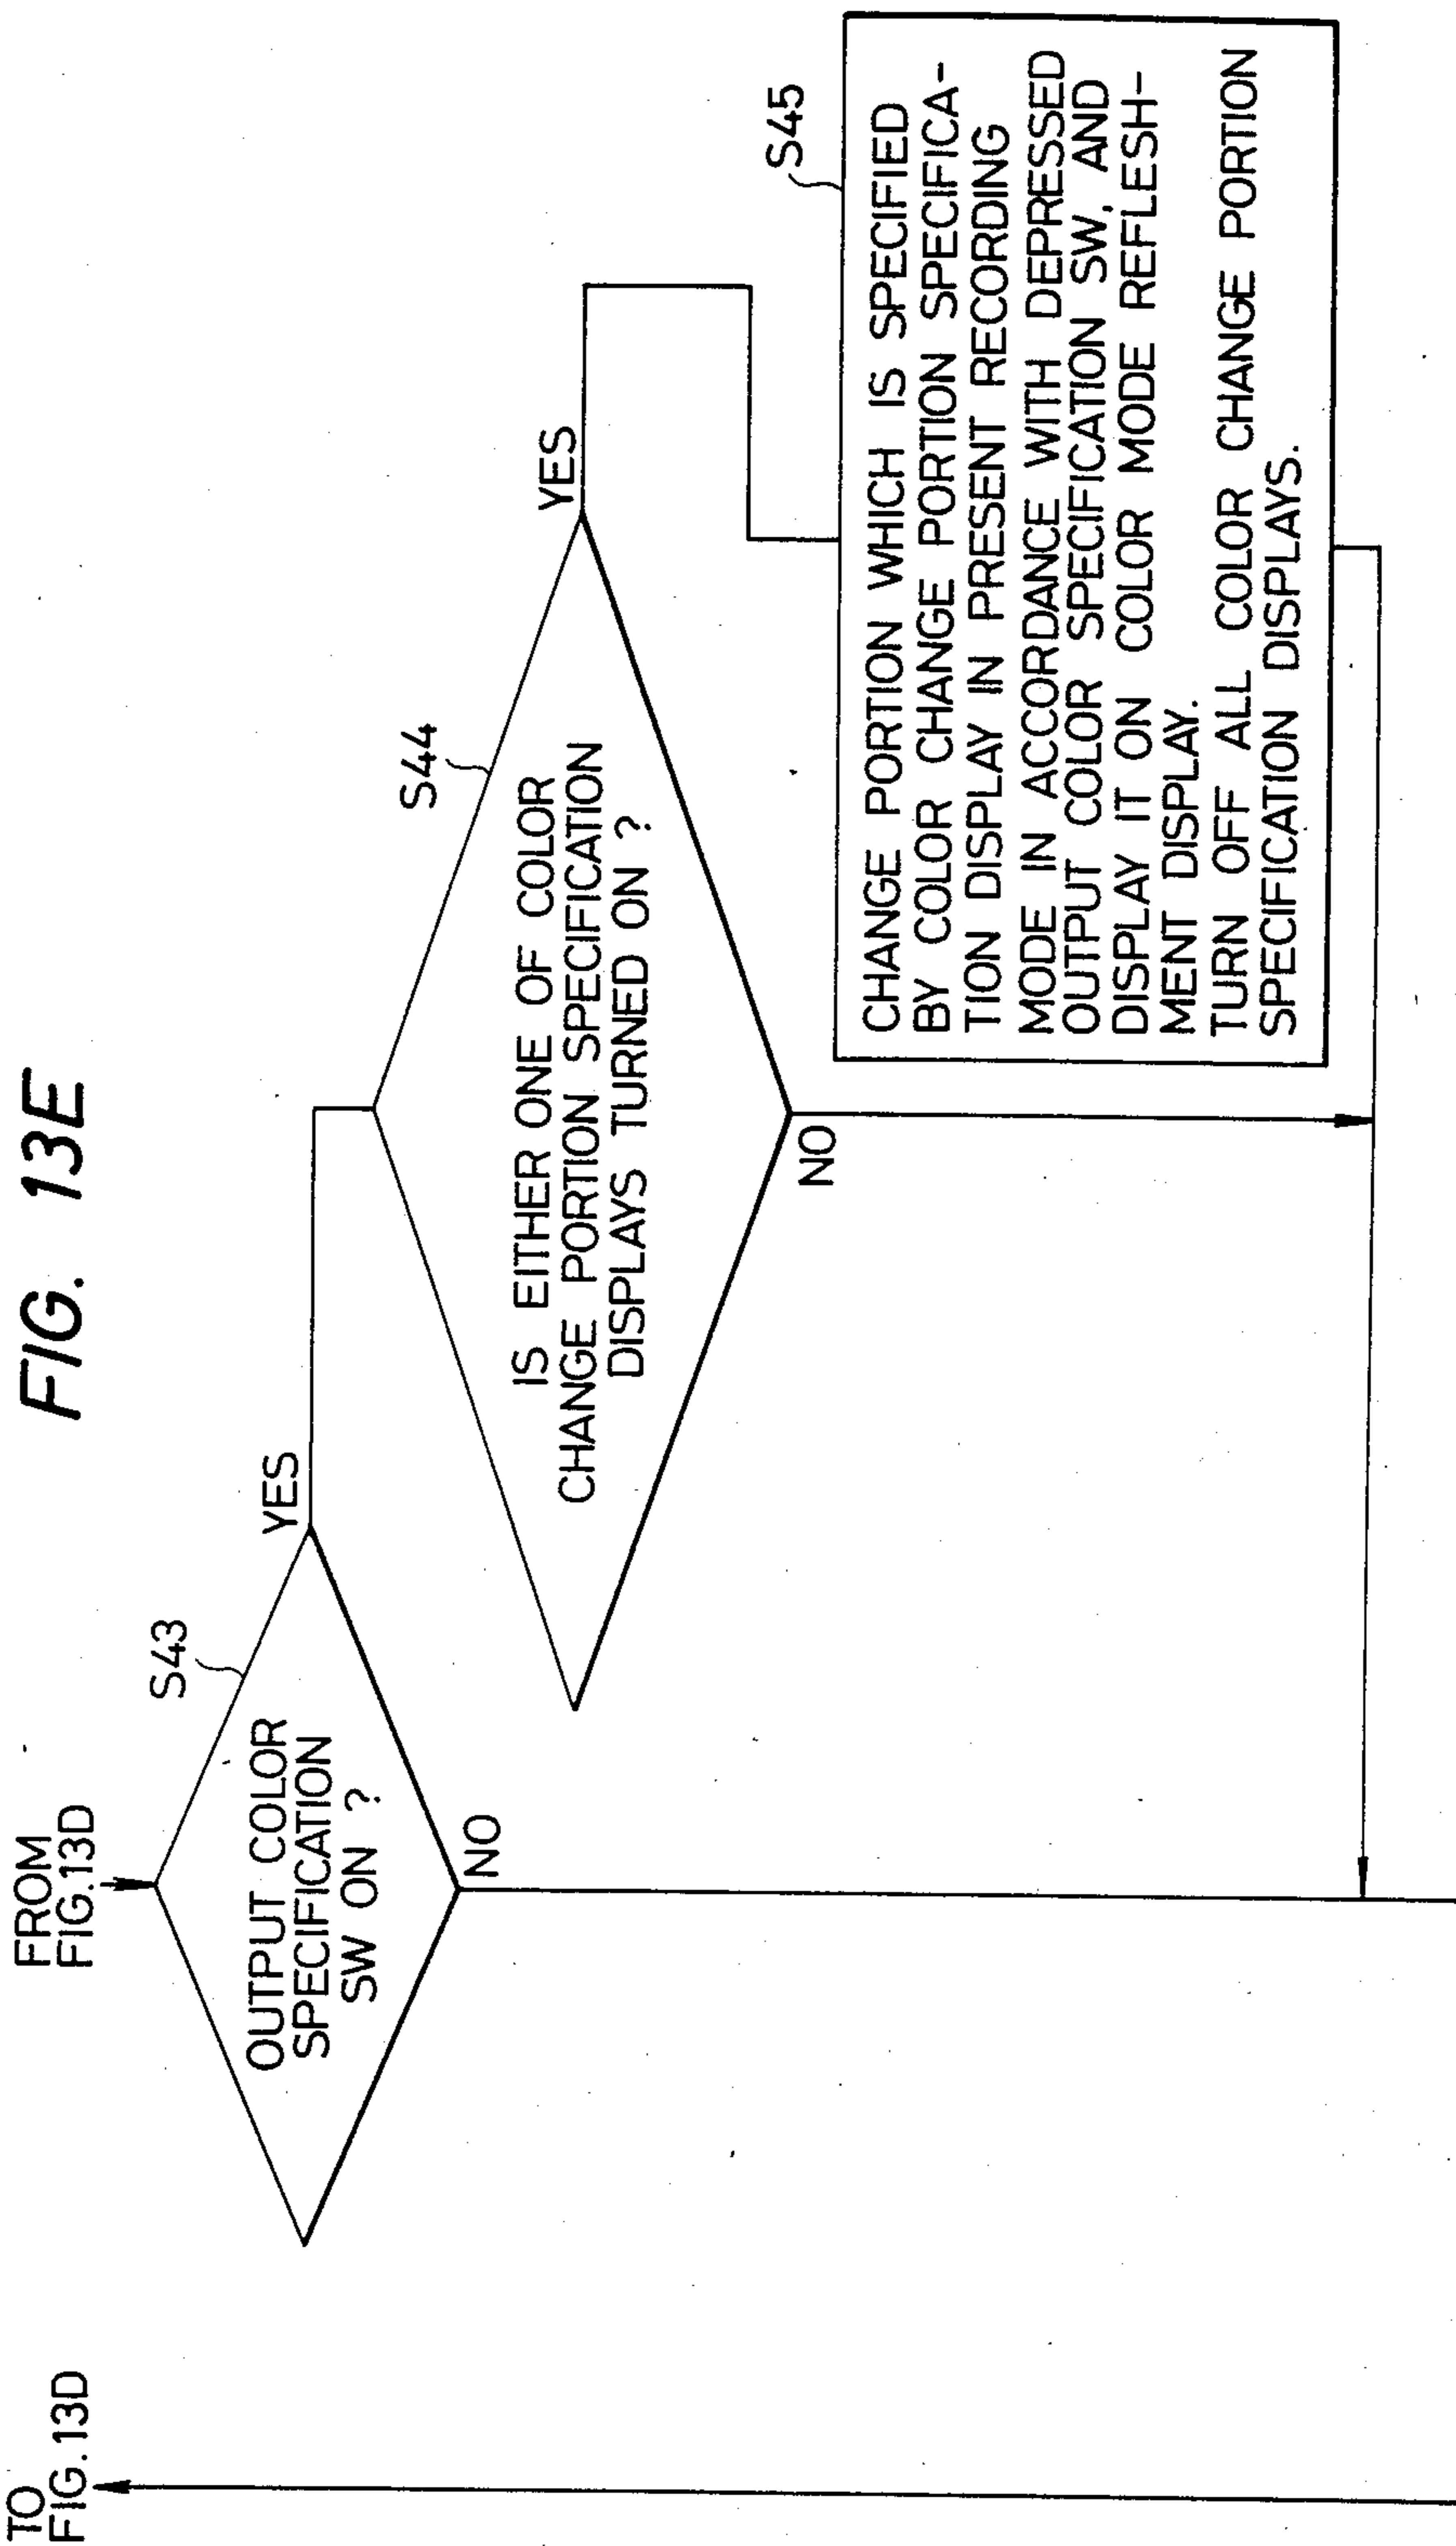 FIG. 13E
TO
FIG.13D
FROM
FIG.13D
S43
OUTPUT COLOR
SPECIFICATION
SW ON ?
YES
NO
S44
IS EITHER ONE OF COLOR
CHANGE PORTION SPECIFICATION
DISPLAYS TURNED ON ?
YES
NO
S45
CHANGE PORTION WHICH IS SPECIFIED
BY COLOR CHANGE PORTION SPECIFICA-
TION DISPLAY IN PRESENT RECORDING
MODE IN ACCORDANCE WITH DEPRESSED
OUTPUT COLOR SPECIFICATION SW, AND
DISPLAY IT ON COLOR MODE REFLESH-
MENT DISPLAY.
TURN OFF ALL COLOR CHANGE PORTION
SPECIFICATION DISPLAYS.